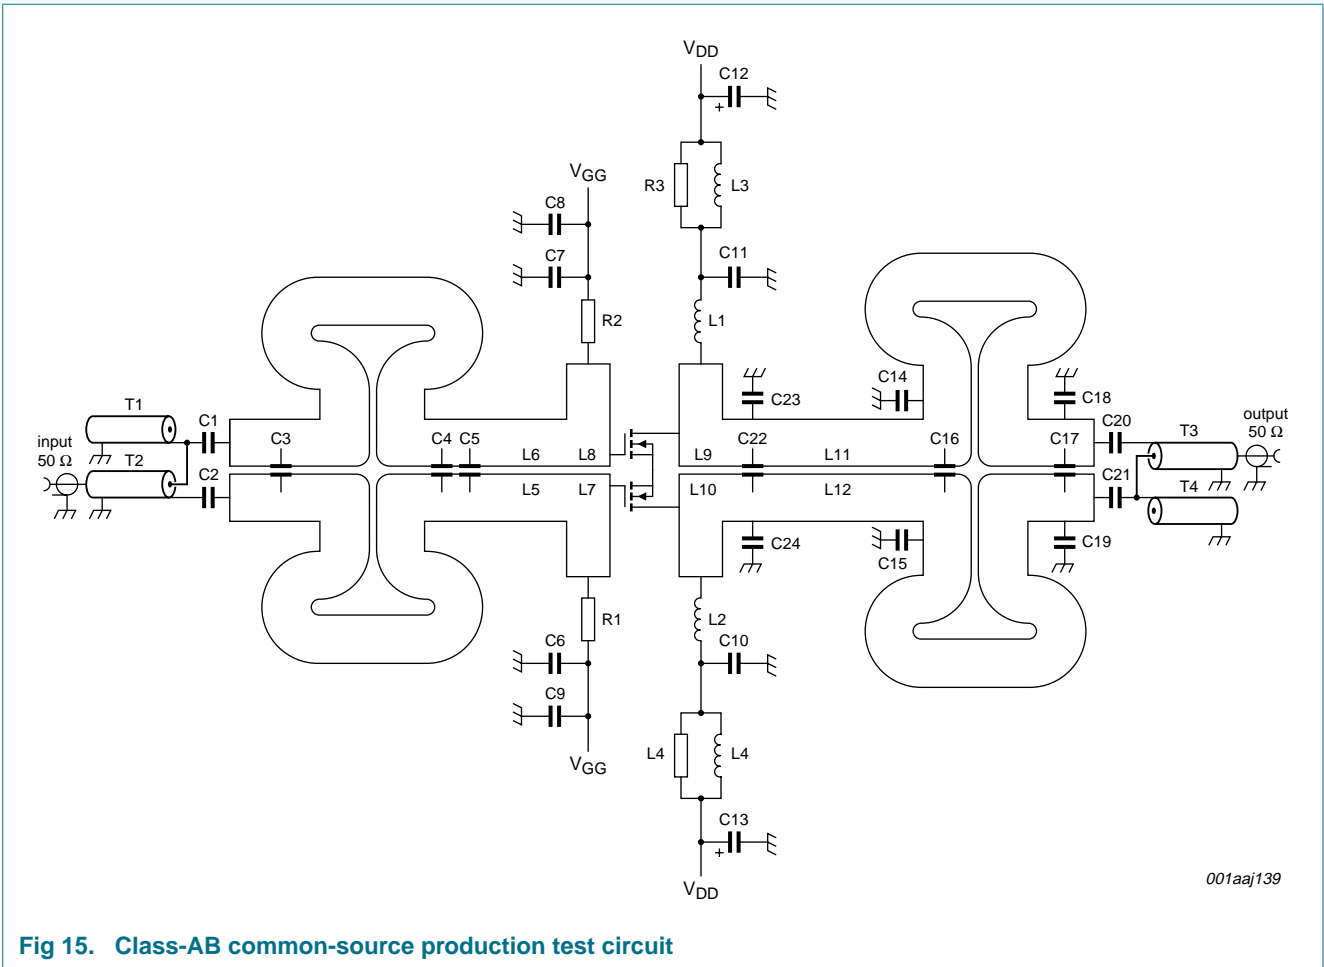 VDD
C12
+
R3
L3
VGG
C8
C7
C11
R2
L1
C14
C23
C18
T1
C1
C3
C4
C5
L6
L8
L9
C22
L11
C16
C17
C20
T3
output
50 Ω
input
50 Ω
T2
C2
L5
L7
L10
L12
C21
T4
C24
C15
C19
R1
L2
C6
C10
C9
VGG
L4
L4
C13
+
VDD
001aaj139
Fig 15. Class-AB common-source production test circuit